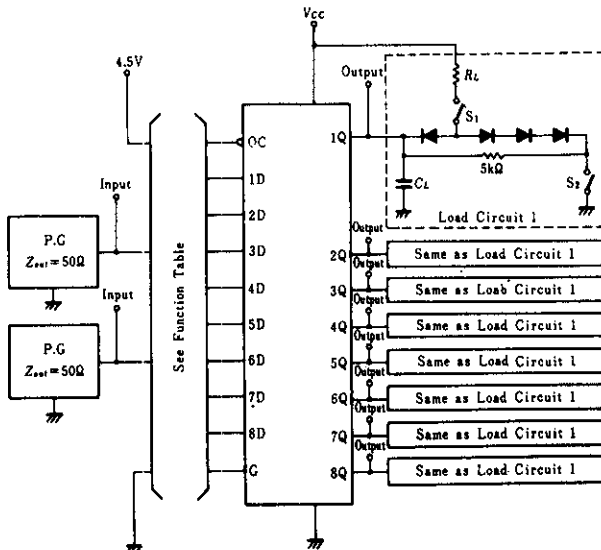 VCC
4.5V
Output
RL
S1
OC
1Q
5kΩ
S2
Input
1D
CL
2D
Load Circuit 1
P.G
Zout=50Ω
3D
Output
2Q
Same as Load Circuit 1
Output
3Q
Same as Load Circuit 1
Input
4D
Output
4Q
Same as Load Circuit 1
See Function Table
P.G
Zout=50Ω
5D
Output
5Q
Same as Load Circuit 1
6D
Output
6Q
Same as Load Circuit 1
7D
Output
7Q
Same as Load Circuit 1
8D
Output
8Q
Same as Load Circuit 1
G